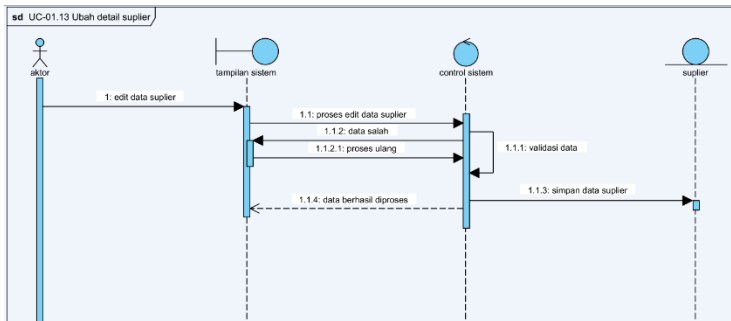 sd UC-01.13 Ubah detail suplier
aktor
tampilan sistem
control sistem
suplier
1: edit data suplier
1.1: proses edit data suplier
1.1.2: data salah
1.1.1: validasi data
1.1.2.1: proses ulang
1.1.3: simpan data suplier
1.1.4: data berhasil diproses